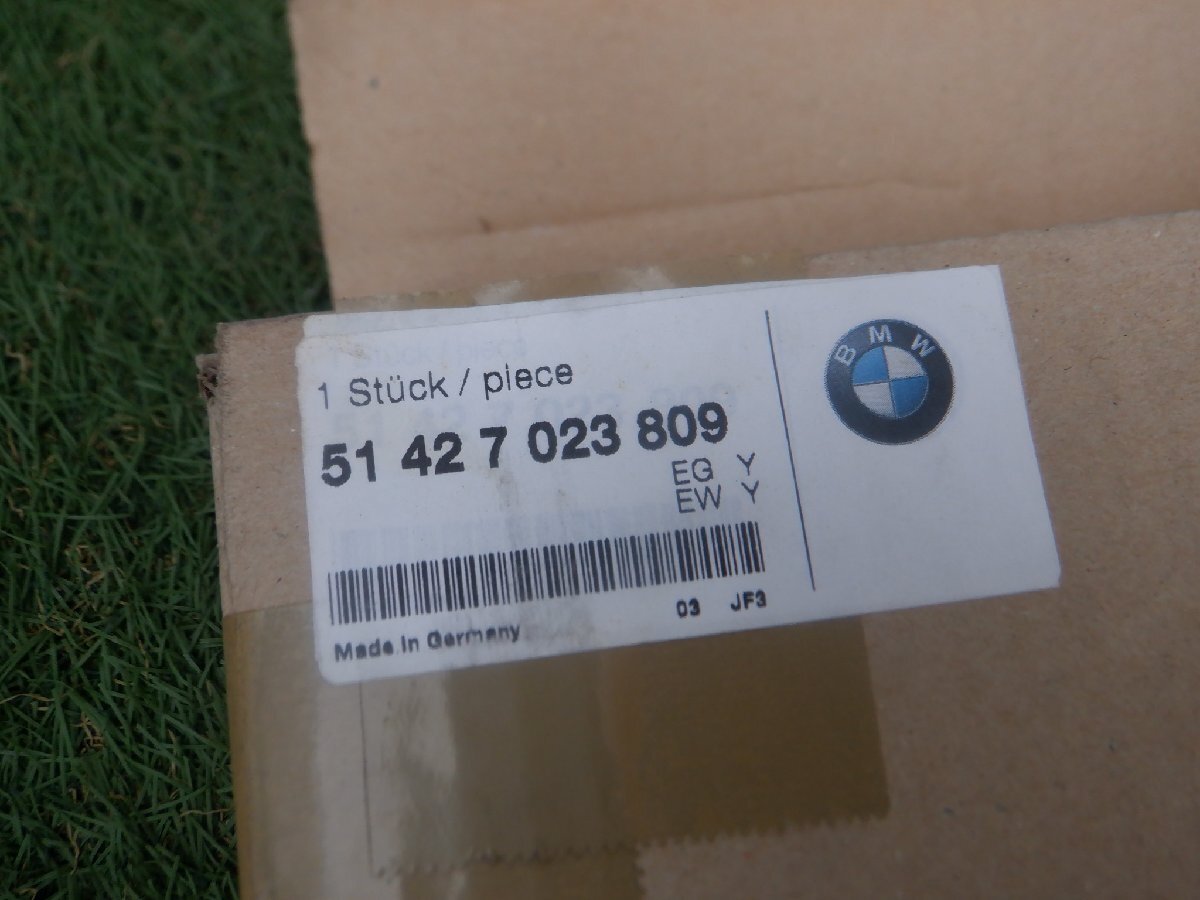 1 Stück / piece
51 42 7 023 809
EG Y
EW Y
03 JF3
Made in Germany
BMW